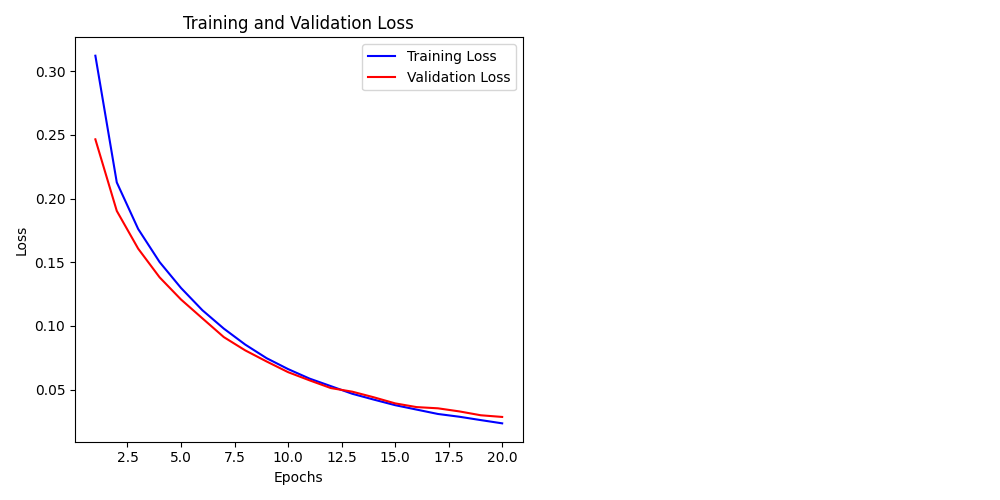 Training and Validation Loss
Training Loss
Validation Loss
0.30
0.25
0.20
0.15
0.10
0.05
Loss
2.5 5.0 7.5 10.0 12.5 15.0 17.5 20.0
Epochs